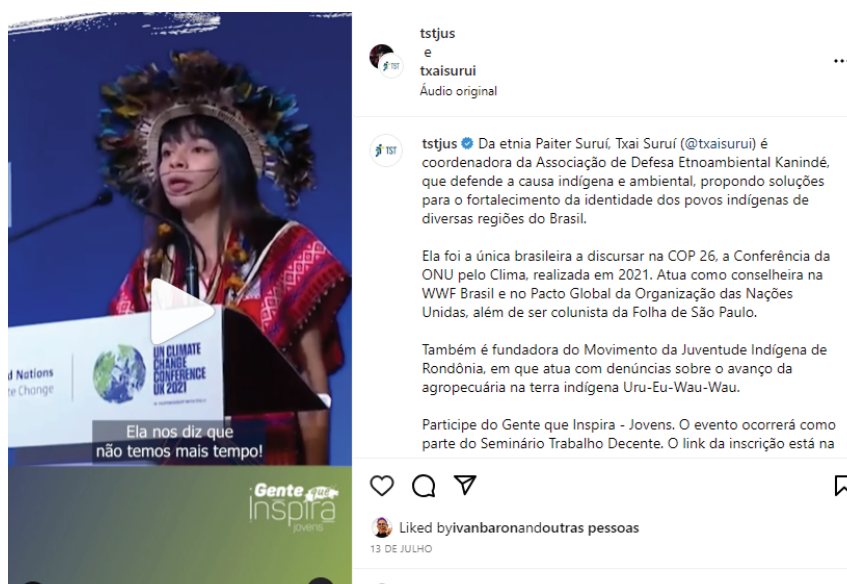 UN CLIMATE
CHANGE
CONFERENCE
UK 2021
d Nations
te Change
Ela nos diz que
não temos mais tempo!
Gente que
inspira
jovens
tstjus
e
txaisurui
Áudio original
TST
TST
tstjus Da etnia Paiter Suruí, Txai Suruí (@txaisurui) é
coordenadora da Associação de Defesa Etnoambiental Kanindé,
que defende a causa indígena e ambiental, propondo soluções
para o fortalecimento da identidade dos povos indígenas de
diversas regiões do Brasil.
Ela foi a única brasileira a discursar na COP 26, a Conferência da
ONU pelo Clima, realizada em 2021. Atua como conselheira na
WWF Brasil e no Pacto Global da Organização das Nações
Unidas, além de ser colunista da Folha de São Paulo.
Também é fundadora do Movimento da Juventude Indígena de
Rondônia, em que atua com denúncias sobre o avanço da
agropecuária na terra indígena Uru-Eu-Wau-Wau.
Participe do Gente que Inspira - Jovens. O evento ocorrerá como
parte do Seminário Trabalho Decente. O link da inscrição está na
Liked byivanbaronandoutras pessoas
13 DE JULHO